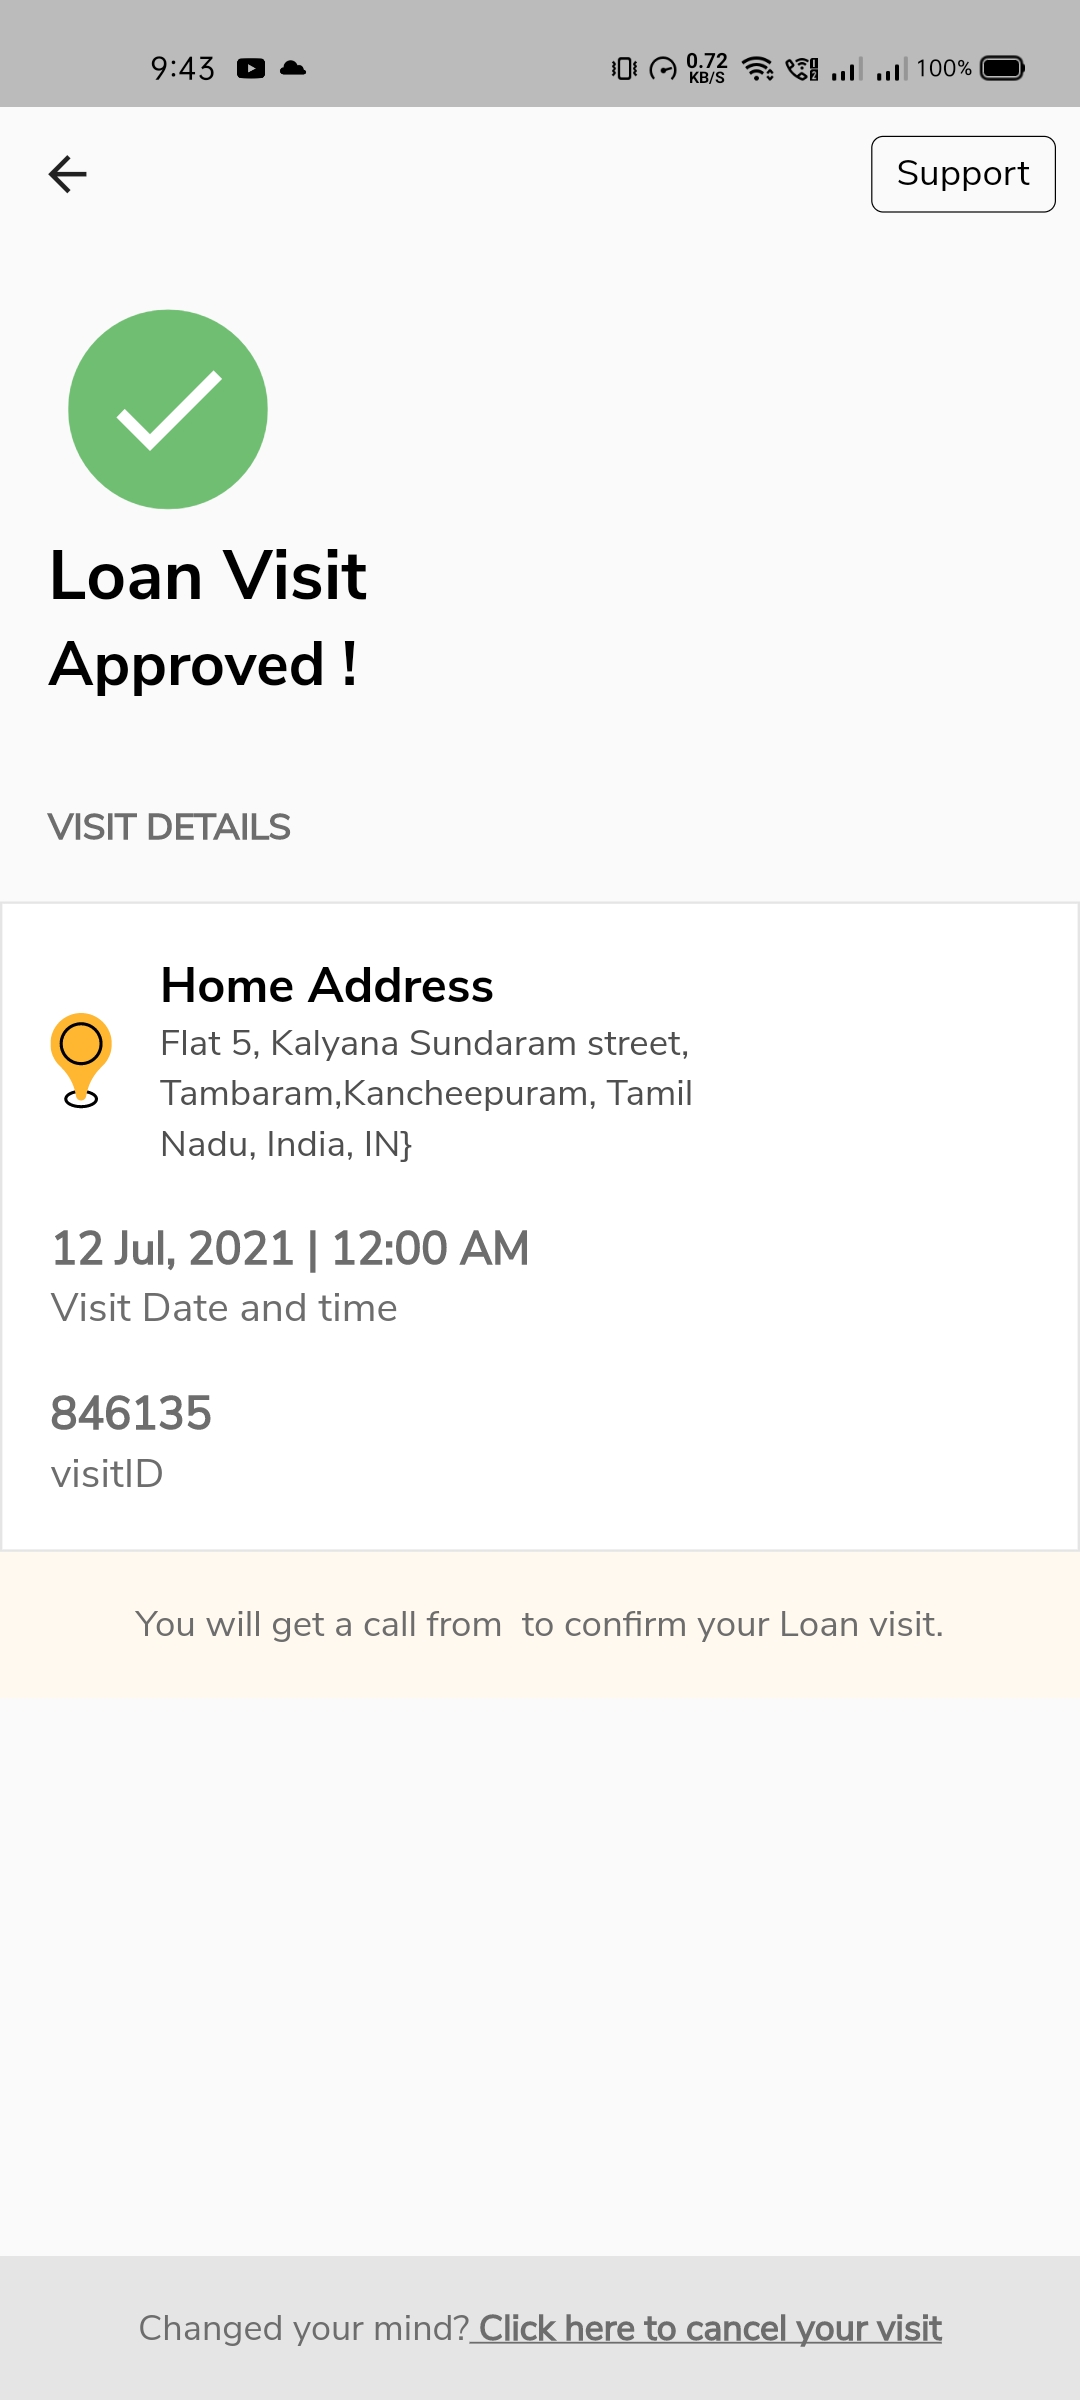 9:43 0.72 KB/S 100%
Support
Loan Visit
Approved !
VISIT DETAILS
Home Address
Flat 5, Kalyana Sundaram street,
Tambaram,Kancheepuram, Tamil
Nadu, India, IN}
12 Jul, 2021 | 12:00 AM
Visit Date and time
846135
visitID
You will get a call from  to confirm your Loan visit.
Changed your mind? Click here to cancel your visit